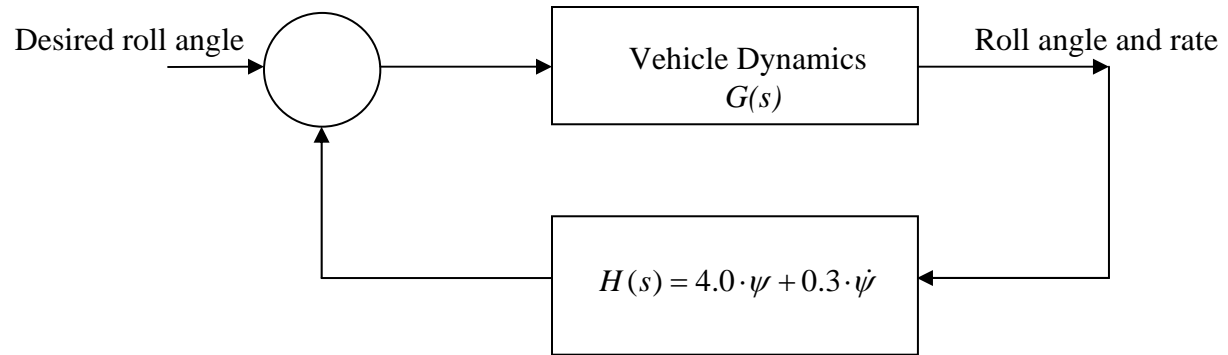 Desired roll angle
Vehicle Dynamics
G(s)
Roll angle and rate
H(s) = 4.0·ψ + 0.3·ψ̇